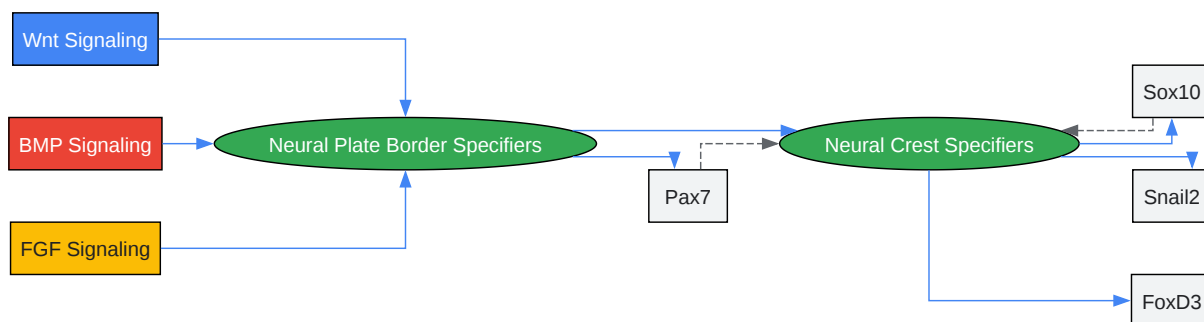 Wnt Signaling
BMP Signaling
FGF Signaling
Neural Plate Border Specifiers
Pax7
Neural Crest Specifiers
Sox10
Snail2
FoxD3